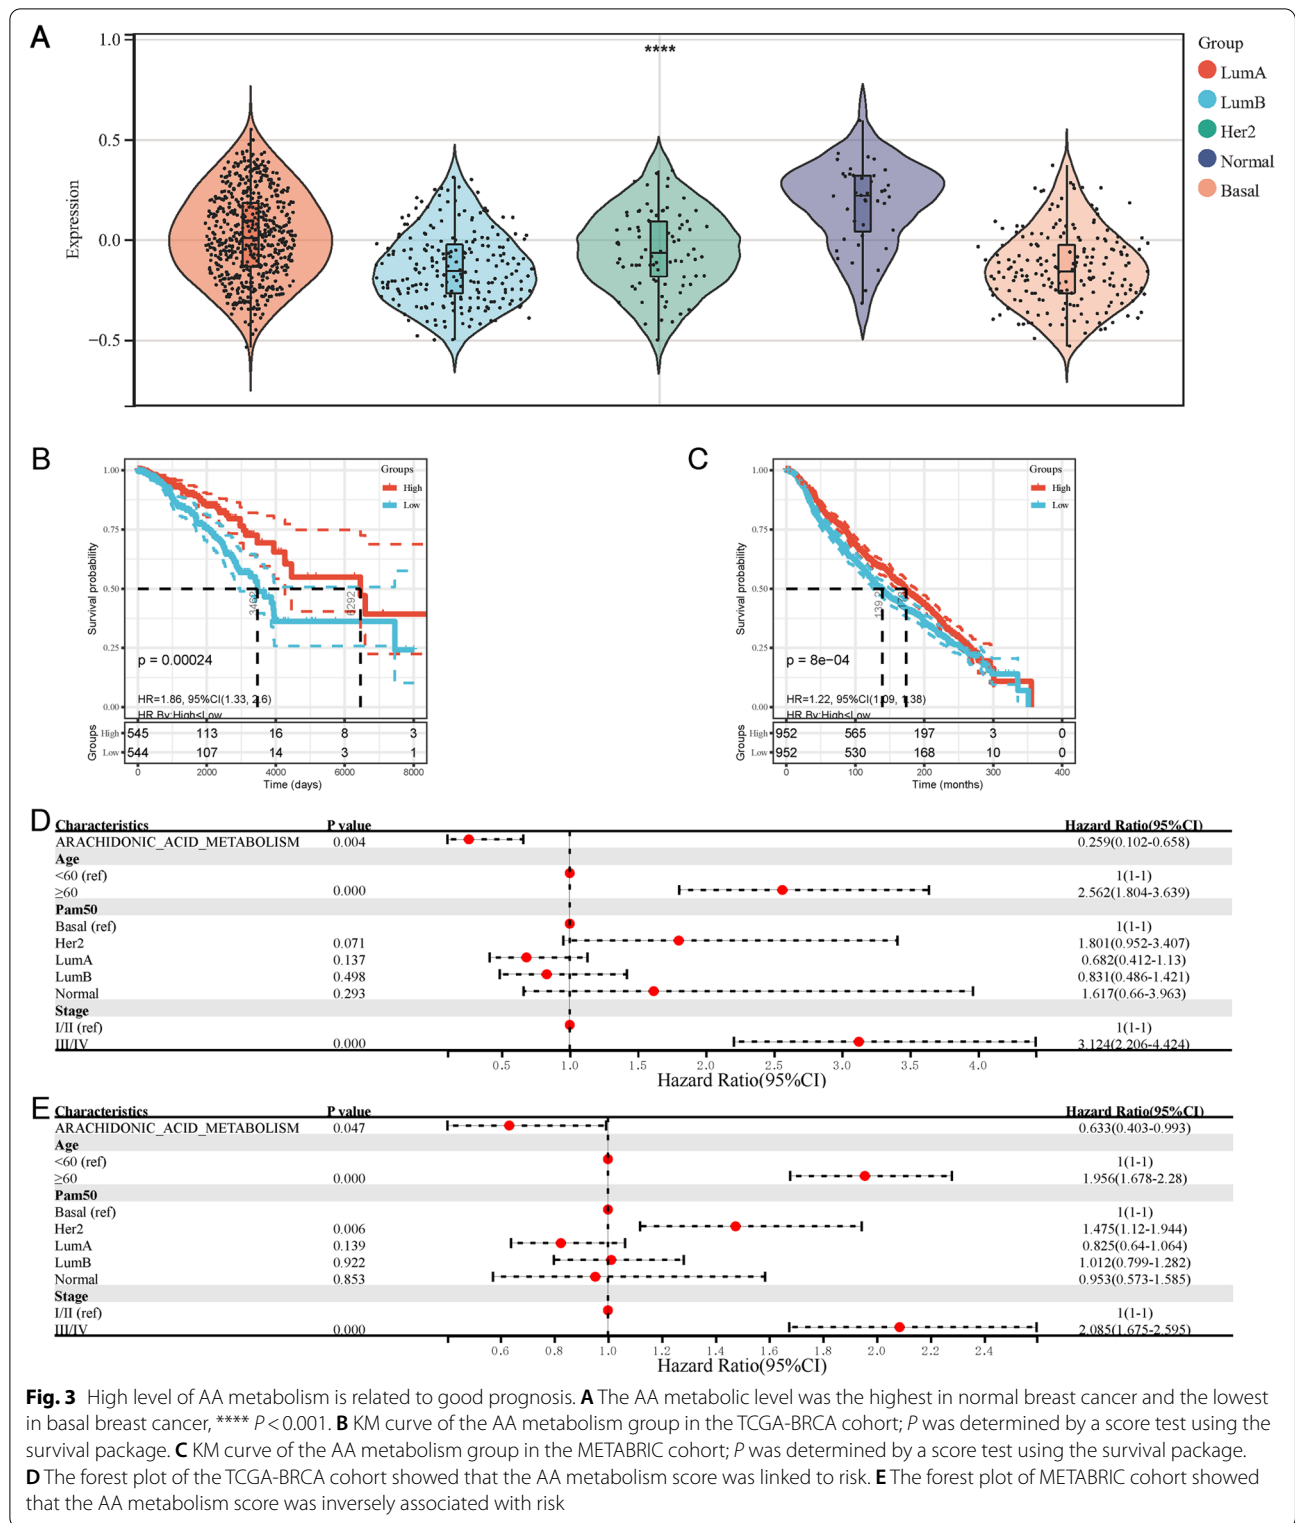 A
1.0
0.5
0.0
−0.5
Expression
****
Group
LumA
LumB
Her2
Normal
Basal
B
1.00
0.75
0.50
0.25
0.00
Survival probability
Groups
High
Low
p = 0.00024
HR=1.86, 95%CI(1.33, 2.6)
HR By:High<Low
Groups
High 545 113 16 8 3
Low 544 107 14 3 1
0 2000 4000 6000 8000
Time (days)
C
1.00
0.75
0.50
0.25
0.00
Survival probability
Groups
High
Low
p = 8e−04
HR=1.22, 95%CI(1.09, 1.38)
HR By:High<Low
Groups
High 952 565 197 3 0
Low 952 530 168 10 0
0 100 200 300 400
Time (months)
D
Characteristics P value Hazard Ratio(95%CI)
ARACHIDONIC_ACID_METABOLISM 0.004 0.259(0.102-0.658)
Age
<60 (ref) 1(1-1)
≥60 0.000 2.562(1.804-3.639)
Pam50
Basal (ref) 1(1-1)
Her2 0.071 1.801(0.952-3.407)
LumA 0.137 0.682(0.412-1.13)
LumB 0.498 0.831(0.486-1.421)
Normal 0.293 1.617(0.66-3.963)
Stage
I/II (ref) 1(1-1)
III/IV 0.000 3.124(2.206-4.424)
0.5 1.0 1.5 2.0 2.5 3.0 3.5 4.0
Hazard Ratio(95%CI)
E
Characteristics P value Hazard Ratio(95%CI)
ARACHIDONIC_ACID_METABOLISM 0.047 0.633(0.403-0.993)
Age
<60 (ref) 1(1-1)
≥60 0.000 1.956(1.678-2.28)
Pam50
Basal (ref) 1(1-1)
Her2 0.006 1.475(1.12-1.944)
LumA 0.139 0.825(0.64-1.064)
LumB 0.922 1.012(0.799-1.282)
Normal 0.853 0.953(0.573-1.585)
Stage
I/II (ref) 1(1-1)
III/IV 0.000 2.085(1.675-2.595)
0.6 0.8 1.0 1.2 1.4 1.6 1.8 2.0 2.2 2.4
Hazard Ratio(95%CI)
Fig. 3 High level of AA metabolism is related to good prognosis. A The AA metabolic level was the highest in normal breast cancer and the lowest
in basal breast cancer, **** P < 0.001. B KM curve of the AA metabolism group in the TCGA-BRCA cohort; P was determined by a score test using the
survival package. C KM curve of the AA metabolism group in the METABRIC cohort; P was determined by a score test using the survival package.
D The forest plot of the TCGA-BRCA cohort showed that the AA metabolism score was linked to risk. E The forest plot of METABRIC cohort showed
that the AA metabolism score was inversely associated with risk